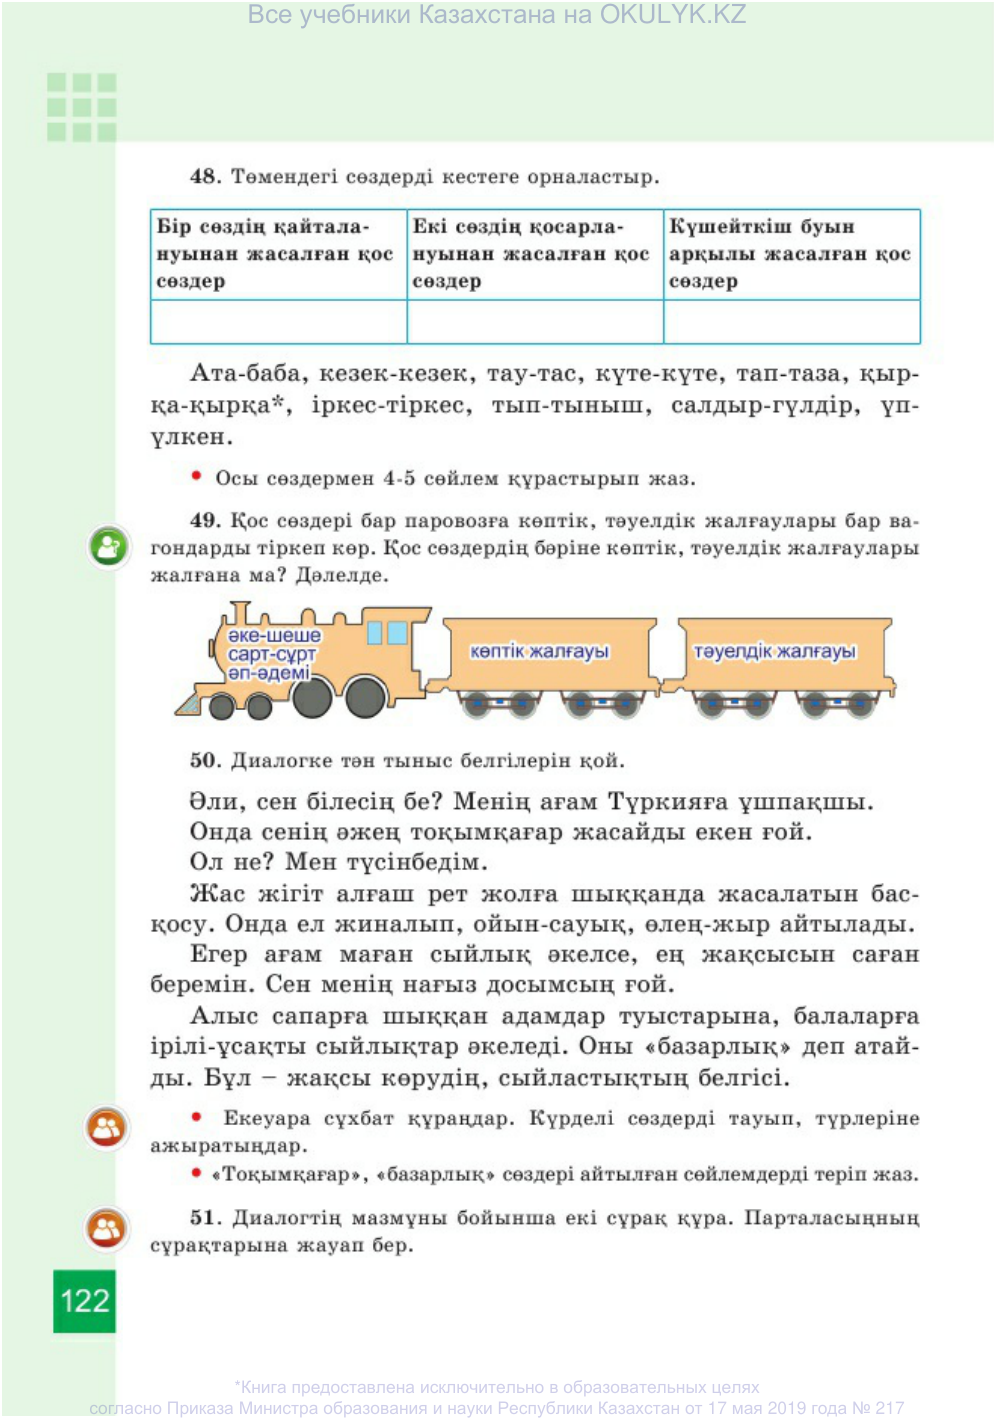 Все учебники Казахстана на OKULYK.KZ
48. Төмендегі сөздерді кестеге орналастыр.
Бір сөздің қайтала-
нуынан жасалған қос
сөздер
Екі сөздің қосарла-
нуынан жасалған қос
сөздер
Күшейткіш буын
арқылы жасалған қос
сөздер
Ата-баба, кезек-кезек, тау-тас, күте-күте, тап-таза, қыр-
қа-қырқа*, іркес-тіркес, тып-тыныш, салдыр-гүлдір, үп-
үлкен.
• Осы сөздермен 4-5 сөйлем құрастырып жаз.
49. Қос сөздері бар паровозға көптік, тәуелдік жалғаулары бар ва-
гондарды тіркеп көр. Қос сөздердің бәріне көптік, тәуелдік жалғаулары
жалғана ма? Дәлелде.
әке-шеше
сарт-сұрт
әп-әдемі
көптік жалғауы
тәуелдік жалғауы
50. Диалогке тән тыныс белгілерін қой.
Әли, сен білесің бе? Менің ағам Түркияға ұшпақшы.
Онда сенің әжең тоқымқағар жасайды екен ғой.
Ол не? Мен түсінбедім.
Жас жігіт алғаш рет жолға шыққанда жасалатын бас-
қосу. Онда ел жиналып, ойын-сауық, өлең-жыр айтылады.
Егер ағам маған сыйлық әкелсе, ең жақсысын саған
беремін. Сен менің нағыз досымсың ғой.
Алыс сапарға шыққан адамдар туыстарына, балаларға
ірілі-ұсақты сыйлықтар әкеледі. Оны «базарлық» деп атай-
ды. Бұл – жақсы көрудің, сыйластықтың белгісі.
• Екеуара сұхбат құраңдар. Күрделі сөздерді тауып, түрлеріне
ажыратыңдар.
• «Тоқымқағар», «базарлық» сөздері айтылған сөйлемдерді теріп жаз.
51. Диалогтің мазмұны бойынша екі сұрақ құра. Парталасыңның
сұрақтарына жауап бер.
122
*Книга предоставлена исключительно в образовательных целях
согласно Приказа Министра образования и науки Республики Казахстан от 17 мая 2019 года № 217